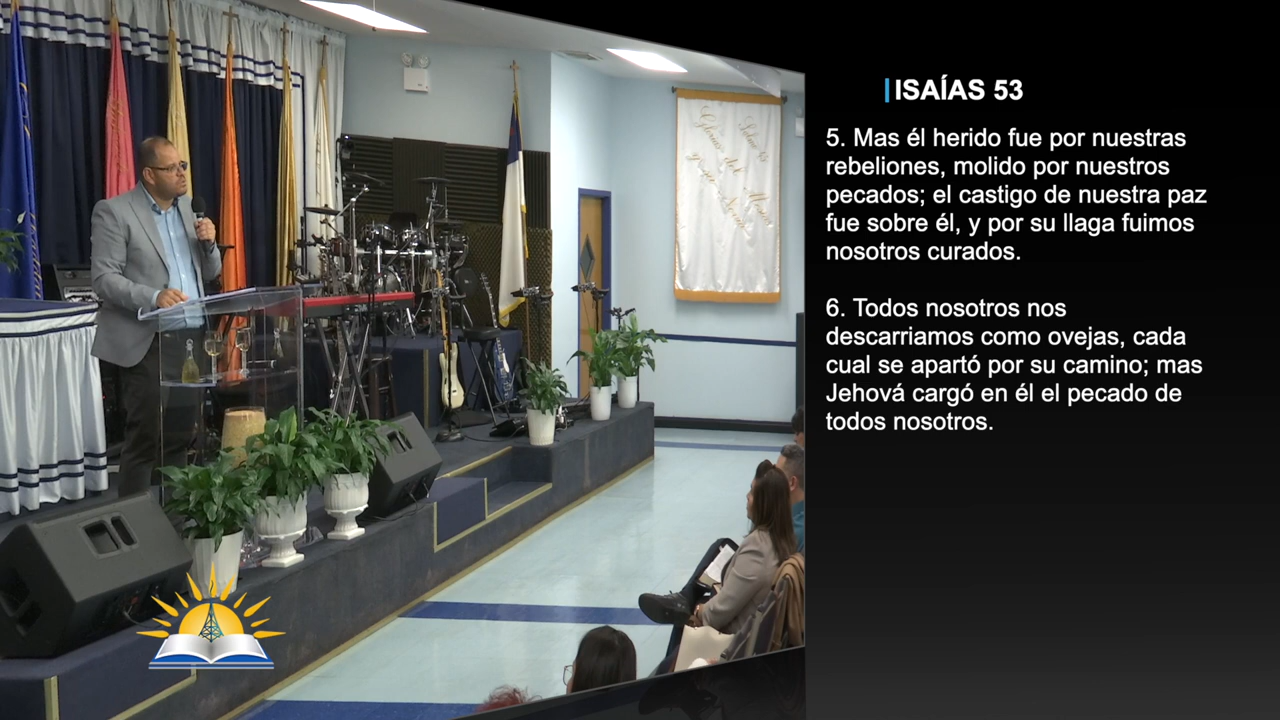 ISAÍAS 53
5. Mas él herido fue por nuestras
rebeliones, molido por nuestros
pecados; el castigo de nuestra paz
fue sobre él, y por su llaga fuimos
nosotros curados.
6. Todos nosotros nos
descarriamos como ovejas, cada
cual se apartó por su camino; mas
Jehová cargó en él el pecado de
todos nosotros.